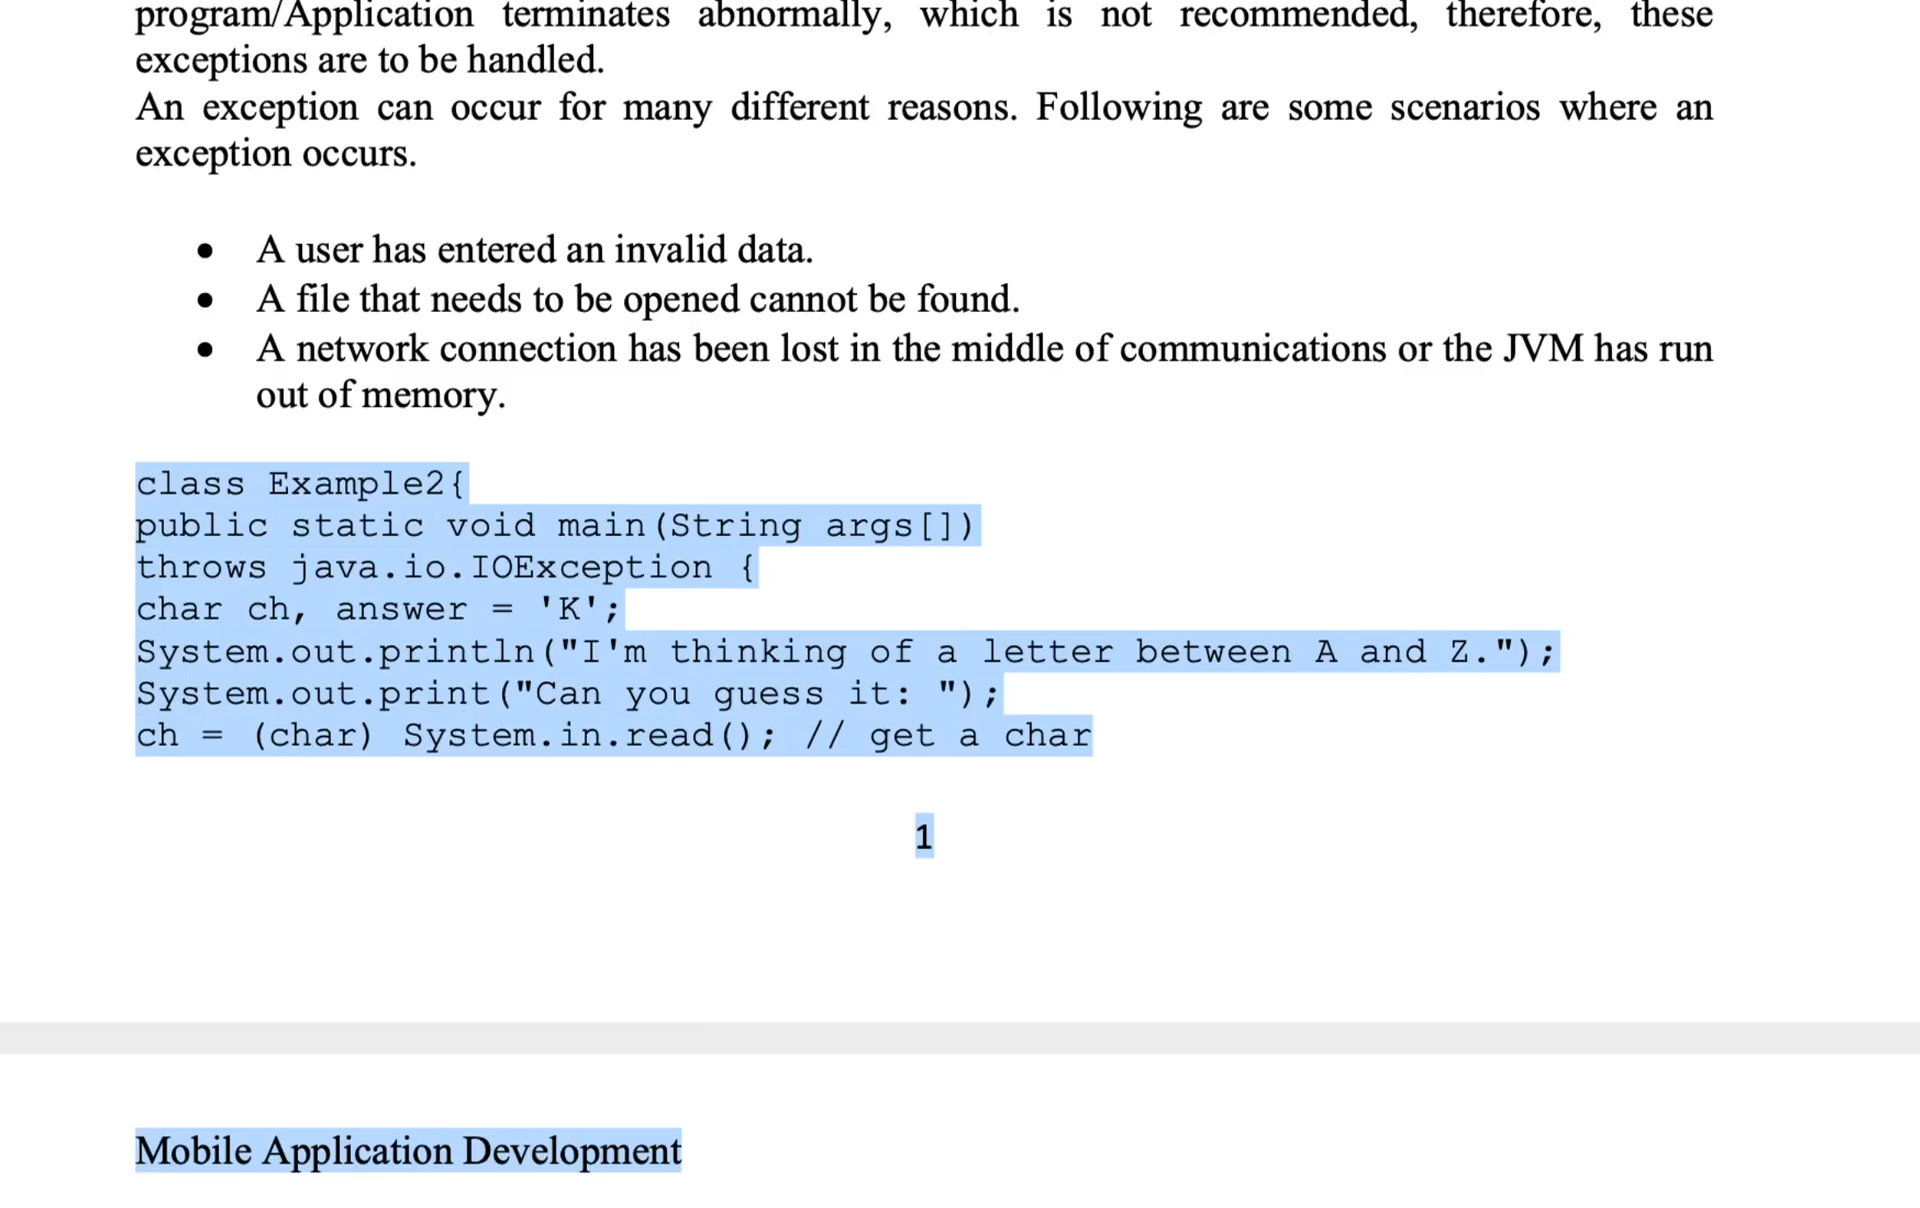 program/Application terminates abnormally, which is not recommended, therefore, these
exceptions are to be handled.
An exception can occur for many different reasons. Following are some scenarios where an
exception occurs.
• A user has entered an invalid data.
• A file that needs to be opened cannot be found.
• A network connection has been lost in the middle of communications or the JVM has run
out of memory.
class Example2{
public static void main(String args[])
throws java.io.IOException {
char ch, answer = 'K';
System.out.println("I'm thinking of a letter between A and Z.");
System.out.print("Can you guess it: ");
ch = (char) System.in.read(); // get a char
1
Mobile Application Development